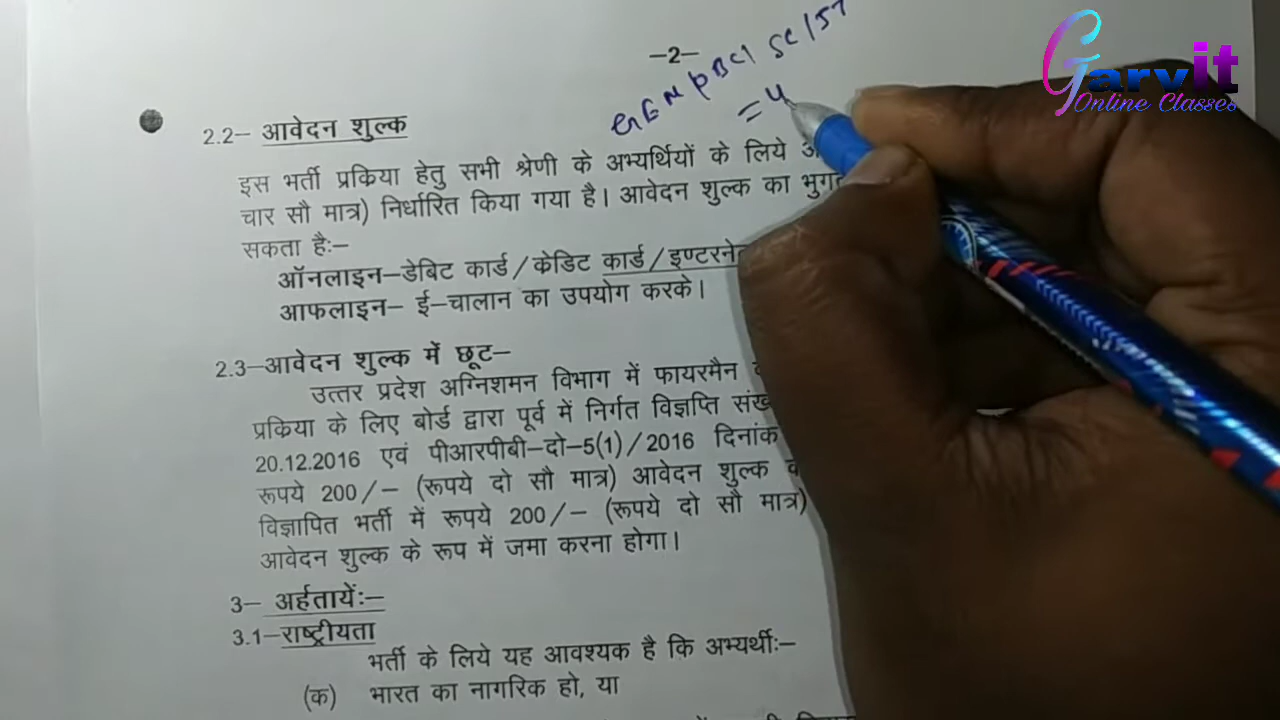 Garvit
Online Classes
–2–
GEN OBC SC/ST
= 4
2.2– आवेदन शुल्क
इस भर्ती प्रकिया हेतु सभी श्रेणी के अभ्यर्थियों के लिये
चार सौ मात्र) निर्धारित किया गया है। आवेदन शुल्क का
सकता हैः–
ऑनलाइन–डेबिट कार्ड/केडिट कार्ड/
आफलाइन– ई–चालान का उपयोग करके।
2.3–आवेदन शुल्क में छूट–
उत्तर प्रदेश अग्निशमन विभाग में फायरमैन
प्रकिया के लिए बोर्ड द्वारा पूर्व में निर्गत विज्ञप्ति
20.12.2016 एवं पीआरपीबी–दो–5(1)/2016 दिनांक
रूपये 200/– (रूपये दो सौ मात्र) आवेदन शुल्क
विज्ञापित भर्ती में रूपये 200/– (रूपये दो सौ मात्र)
आवेदन शुल्क के रूप में जमा करना होगा।
3– अर्हतायेंः–
3.1–राष्ट्रीयता
भर्ती के लिये यह आवश्यक है कि अभ्यर्थीः–
(क) भारत का नागरिक हो, या